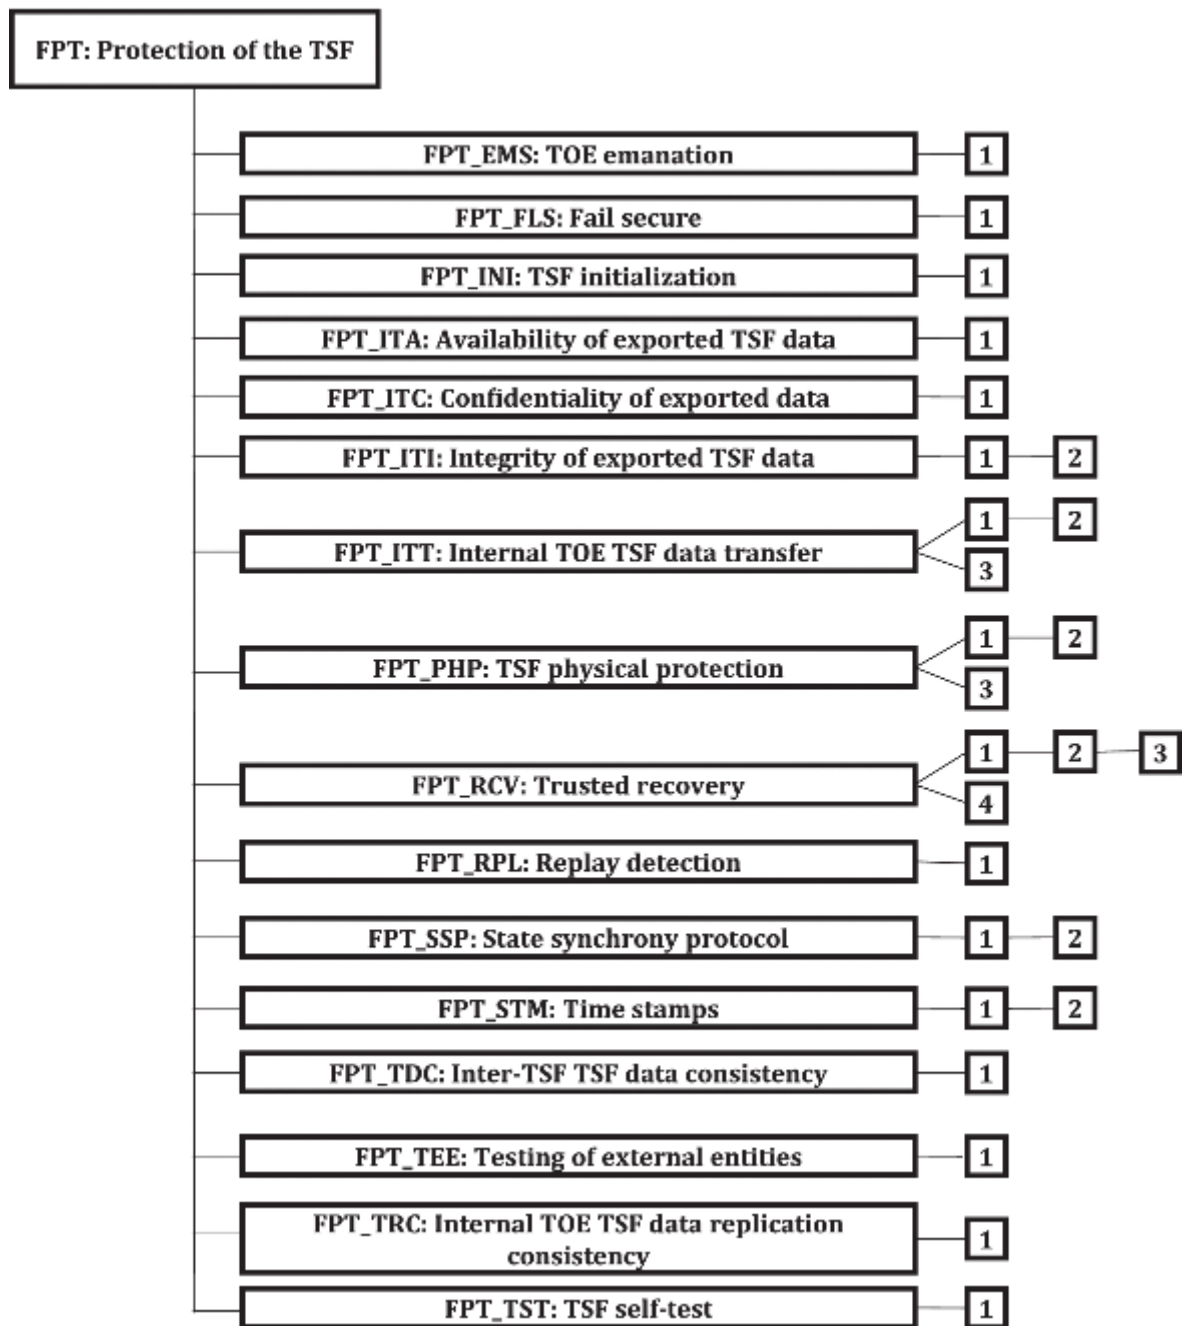 FPT: Protection of the TSF
FPT_EMS: TOE emanation 1
FPT_FLS: Fail secure 1
FPT_INI: TSF initialization 1
FPT_ITA: Availability of exported TSF data 1
FPT_ITC: Confidentiality of exported data 1
FPT_ITI: Integrity of exported TSF data 1 2
1 2
FPT_ITT: Internal TOE TSF data transfer
3
1 2
FPT_PHP: TSF physical protection
3
1 2 3
FPT_RCV: Trusted recovery
4
FPT_RPL: Replay detection 1
FPT_SSP: State synchrony protocol 1 2
FPT_STM: Time stamps 1 2
FPT_TDC: Inter-TSF TSF data consistency 1
FPT_TEE: Testing of external entities 1
FPT_TRC: Internal TOE TSF data replication
consistency 1
FPT_TST: TSF self-test 1